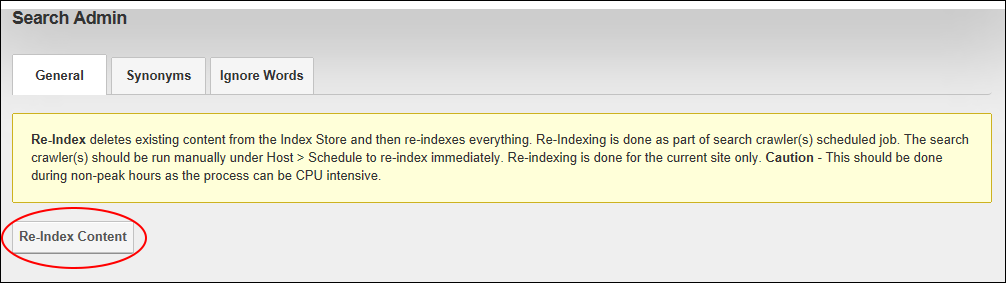 Search Admin
General Synonyms Ignore Words
Re-Index deletes existing content from the Index Store and then re-indexes everything. Re-Indexing is done as part of search crawler(s) scheduled job. The search
crawler(s) should be run manually under Host > Schedule to re-index immediately. Re-indexing is done for the current site only. Caution - This should be done
during non-peak hours as the process can be CPU intensive.
Re-Index Content